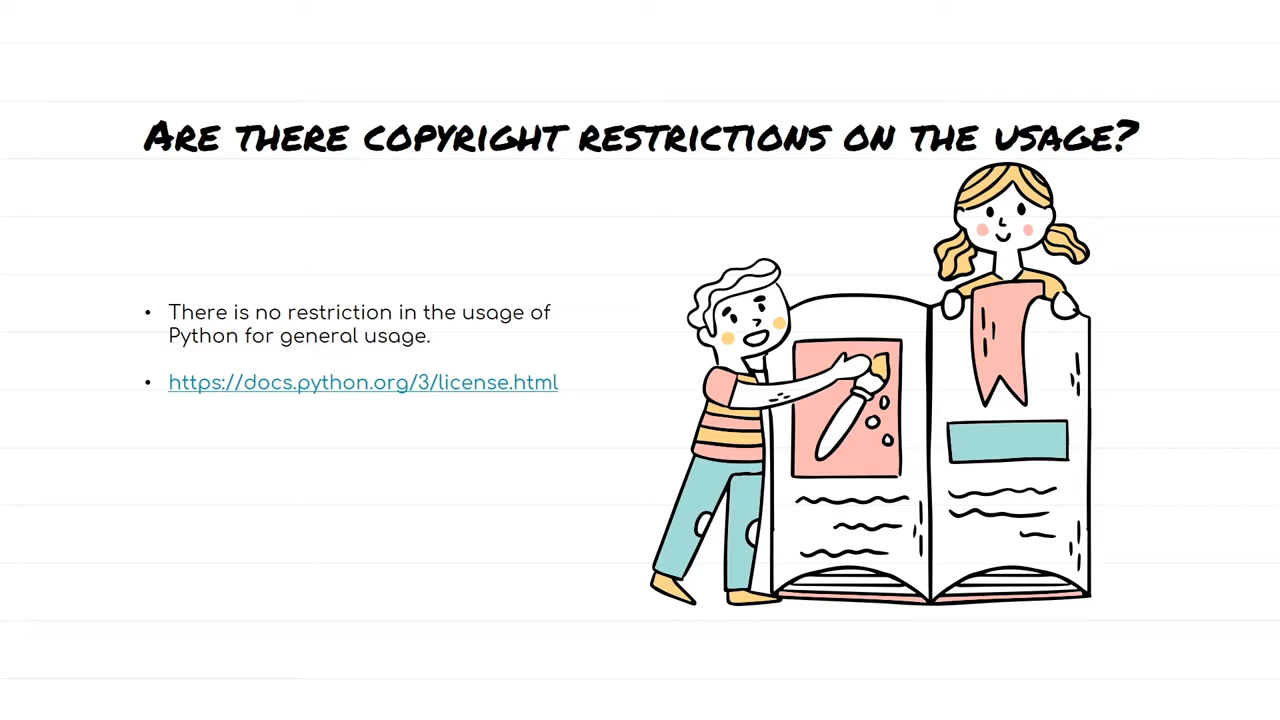 Are there copyright restrictions on the usage?
• There is no restriction in the usage of
Python for general usage.
• https://docs.python.org/3/license.html